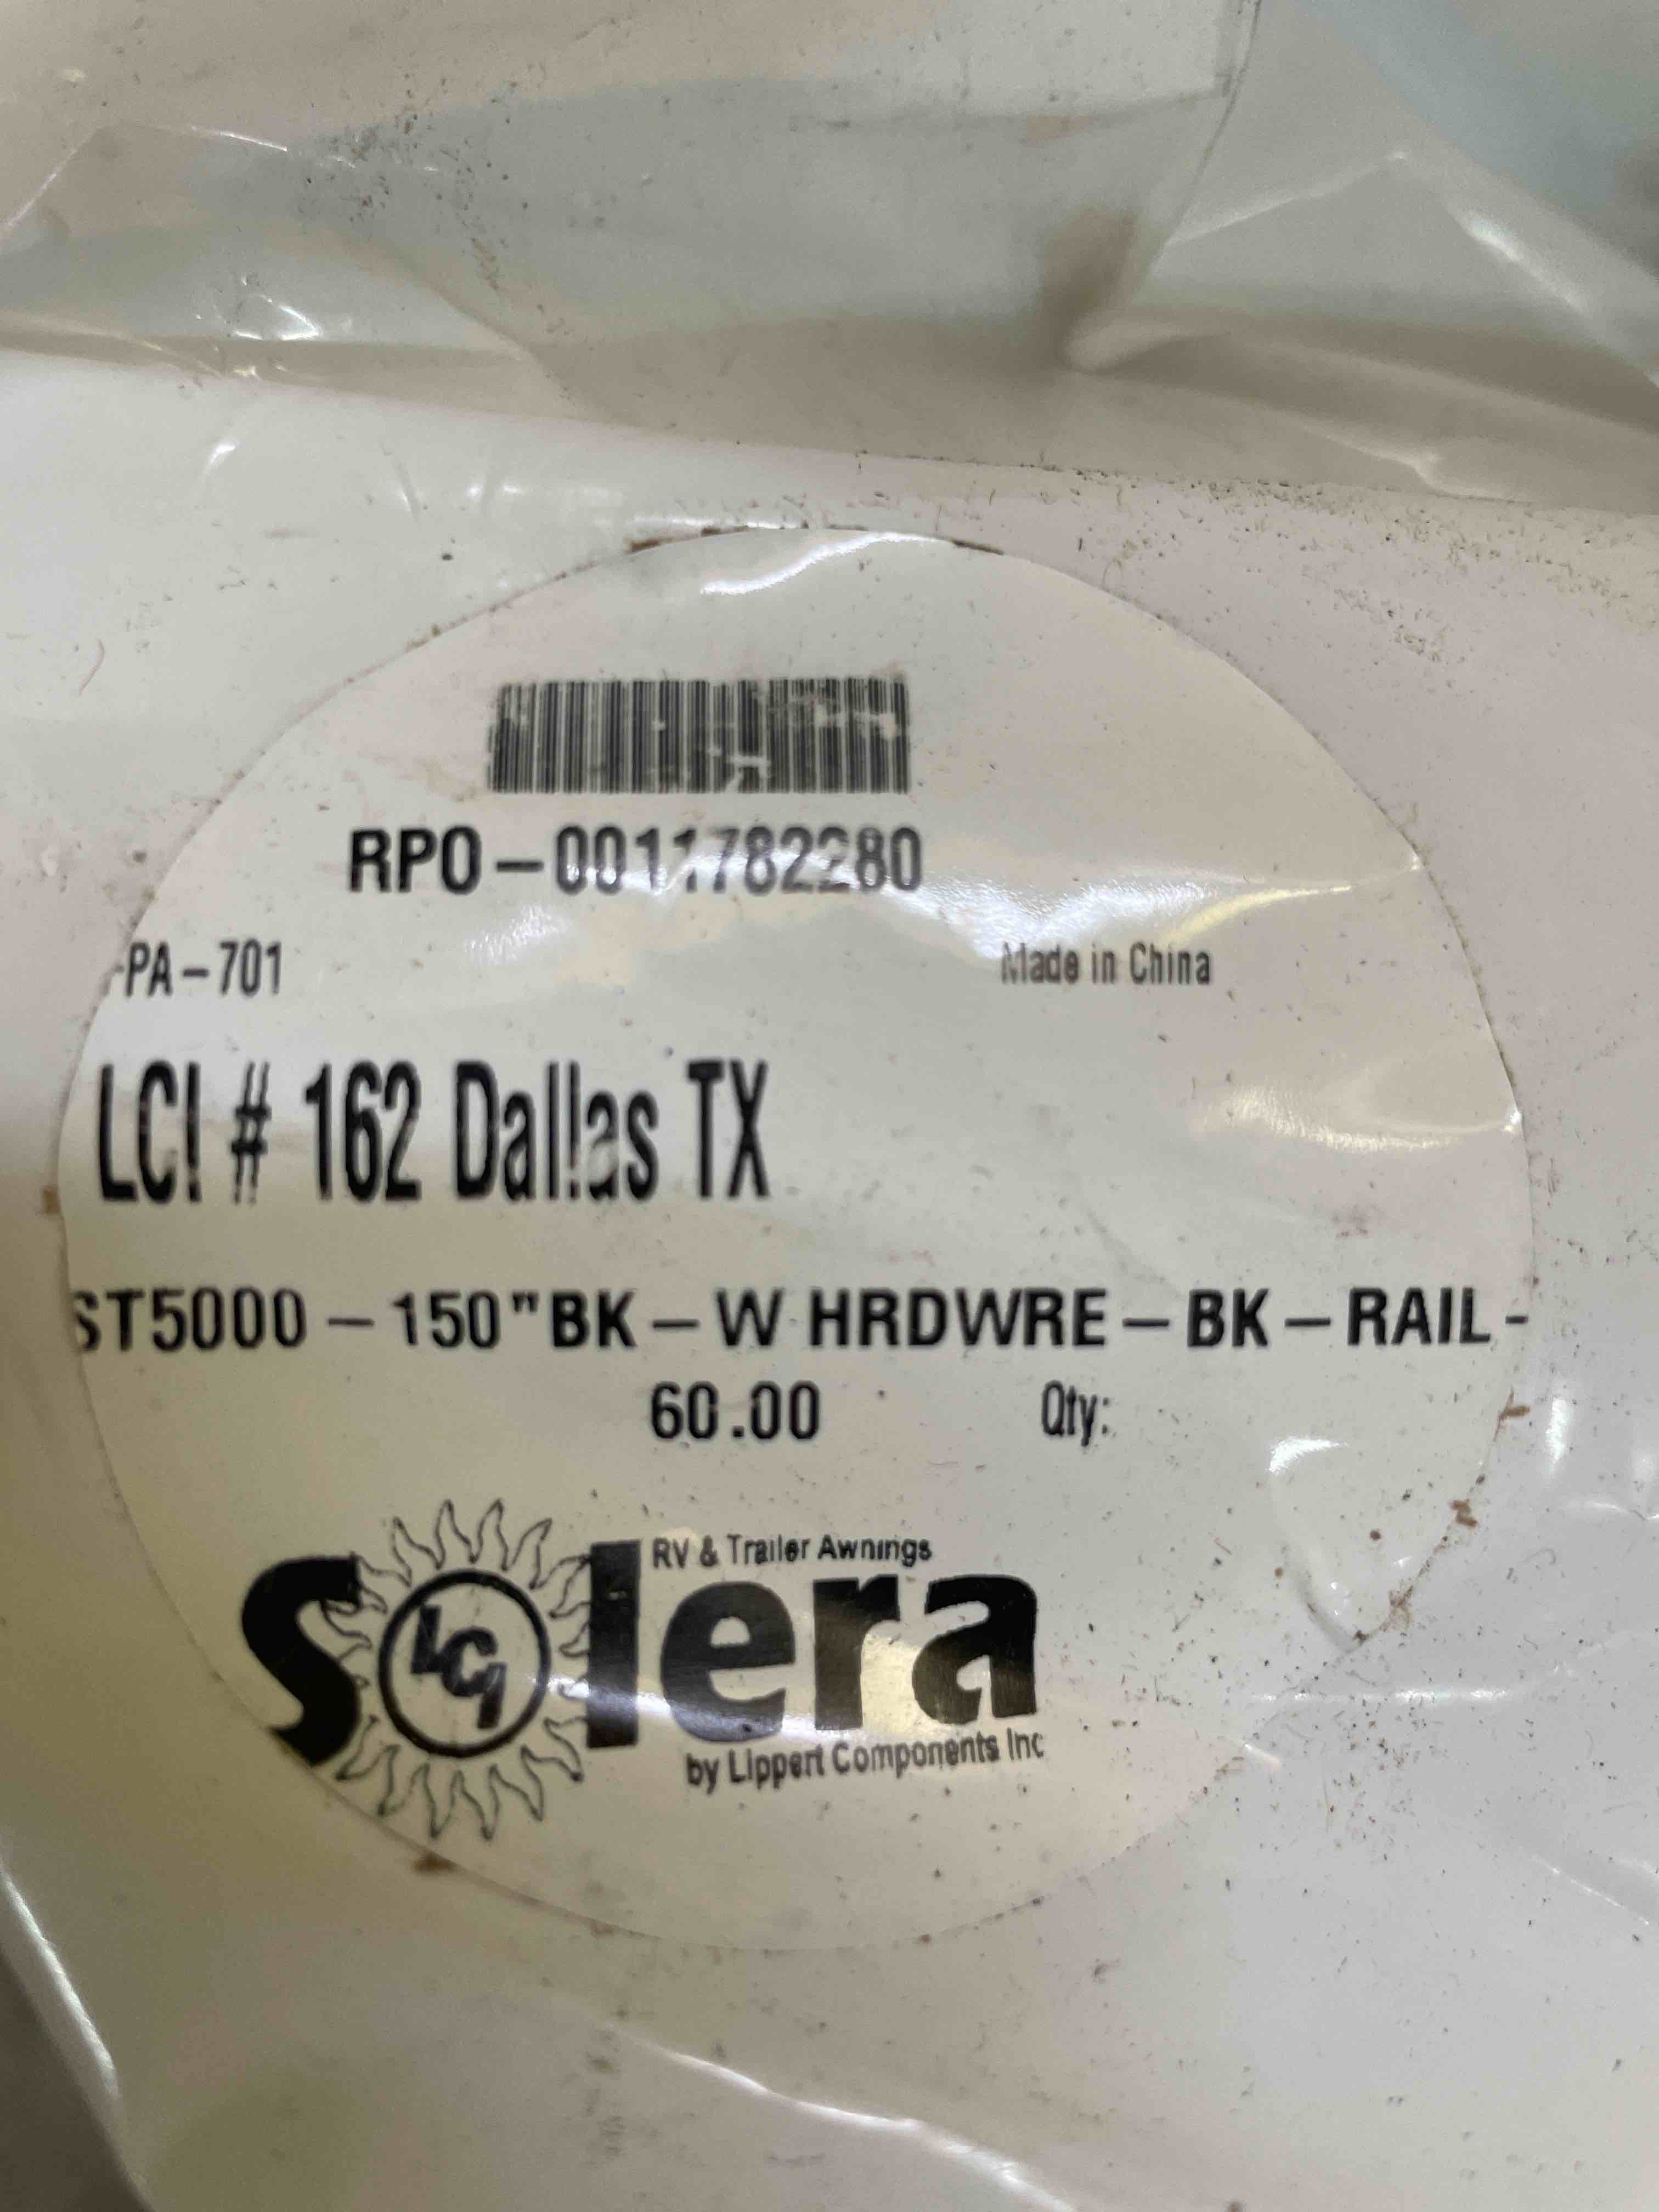 RPO-0011782280
-PA-701 Made in China
LCI # 162 Dallas TX
ST5000-150"BK-W HRDWRE-BK-RAIL-
60.00 Qty:
RV & Trailer Awnings
Solera
LCI
by Lippert Components Inc